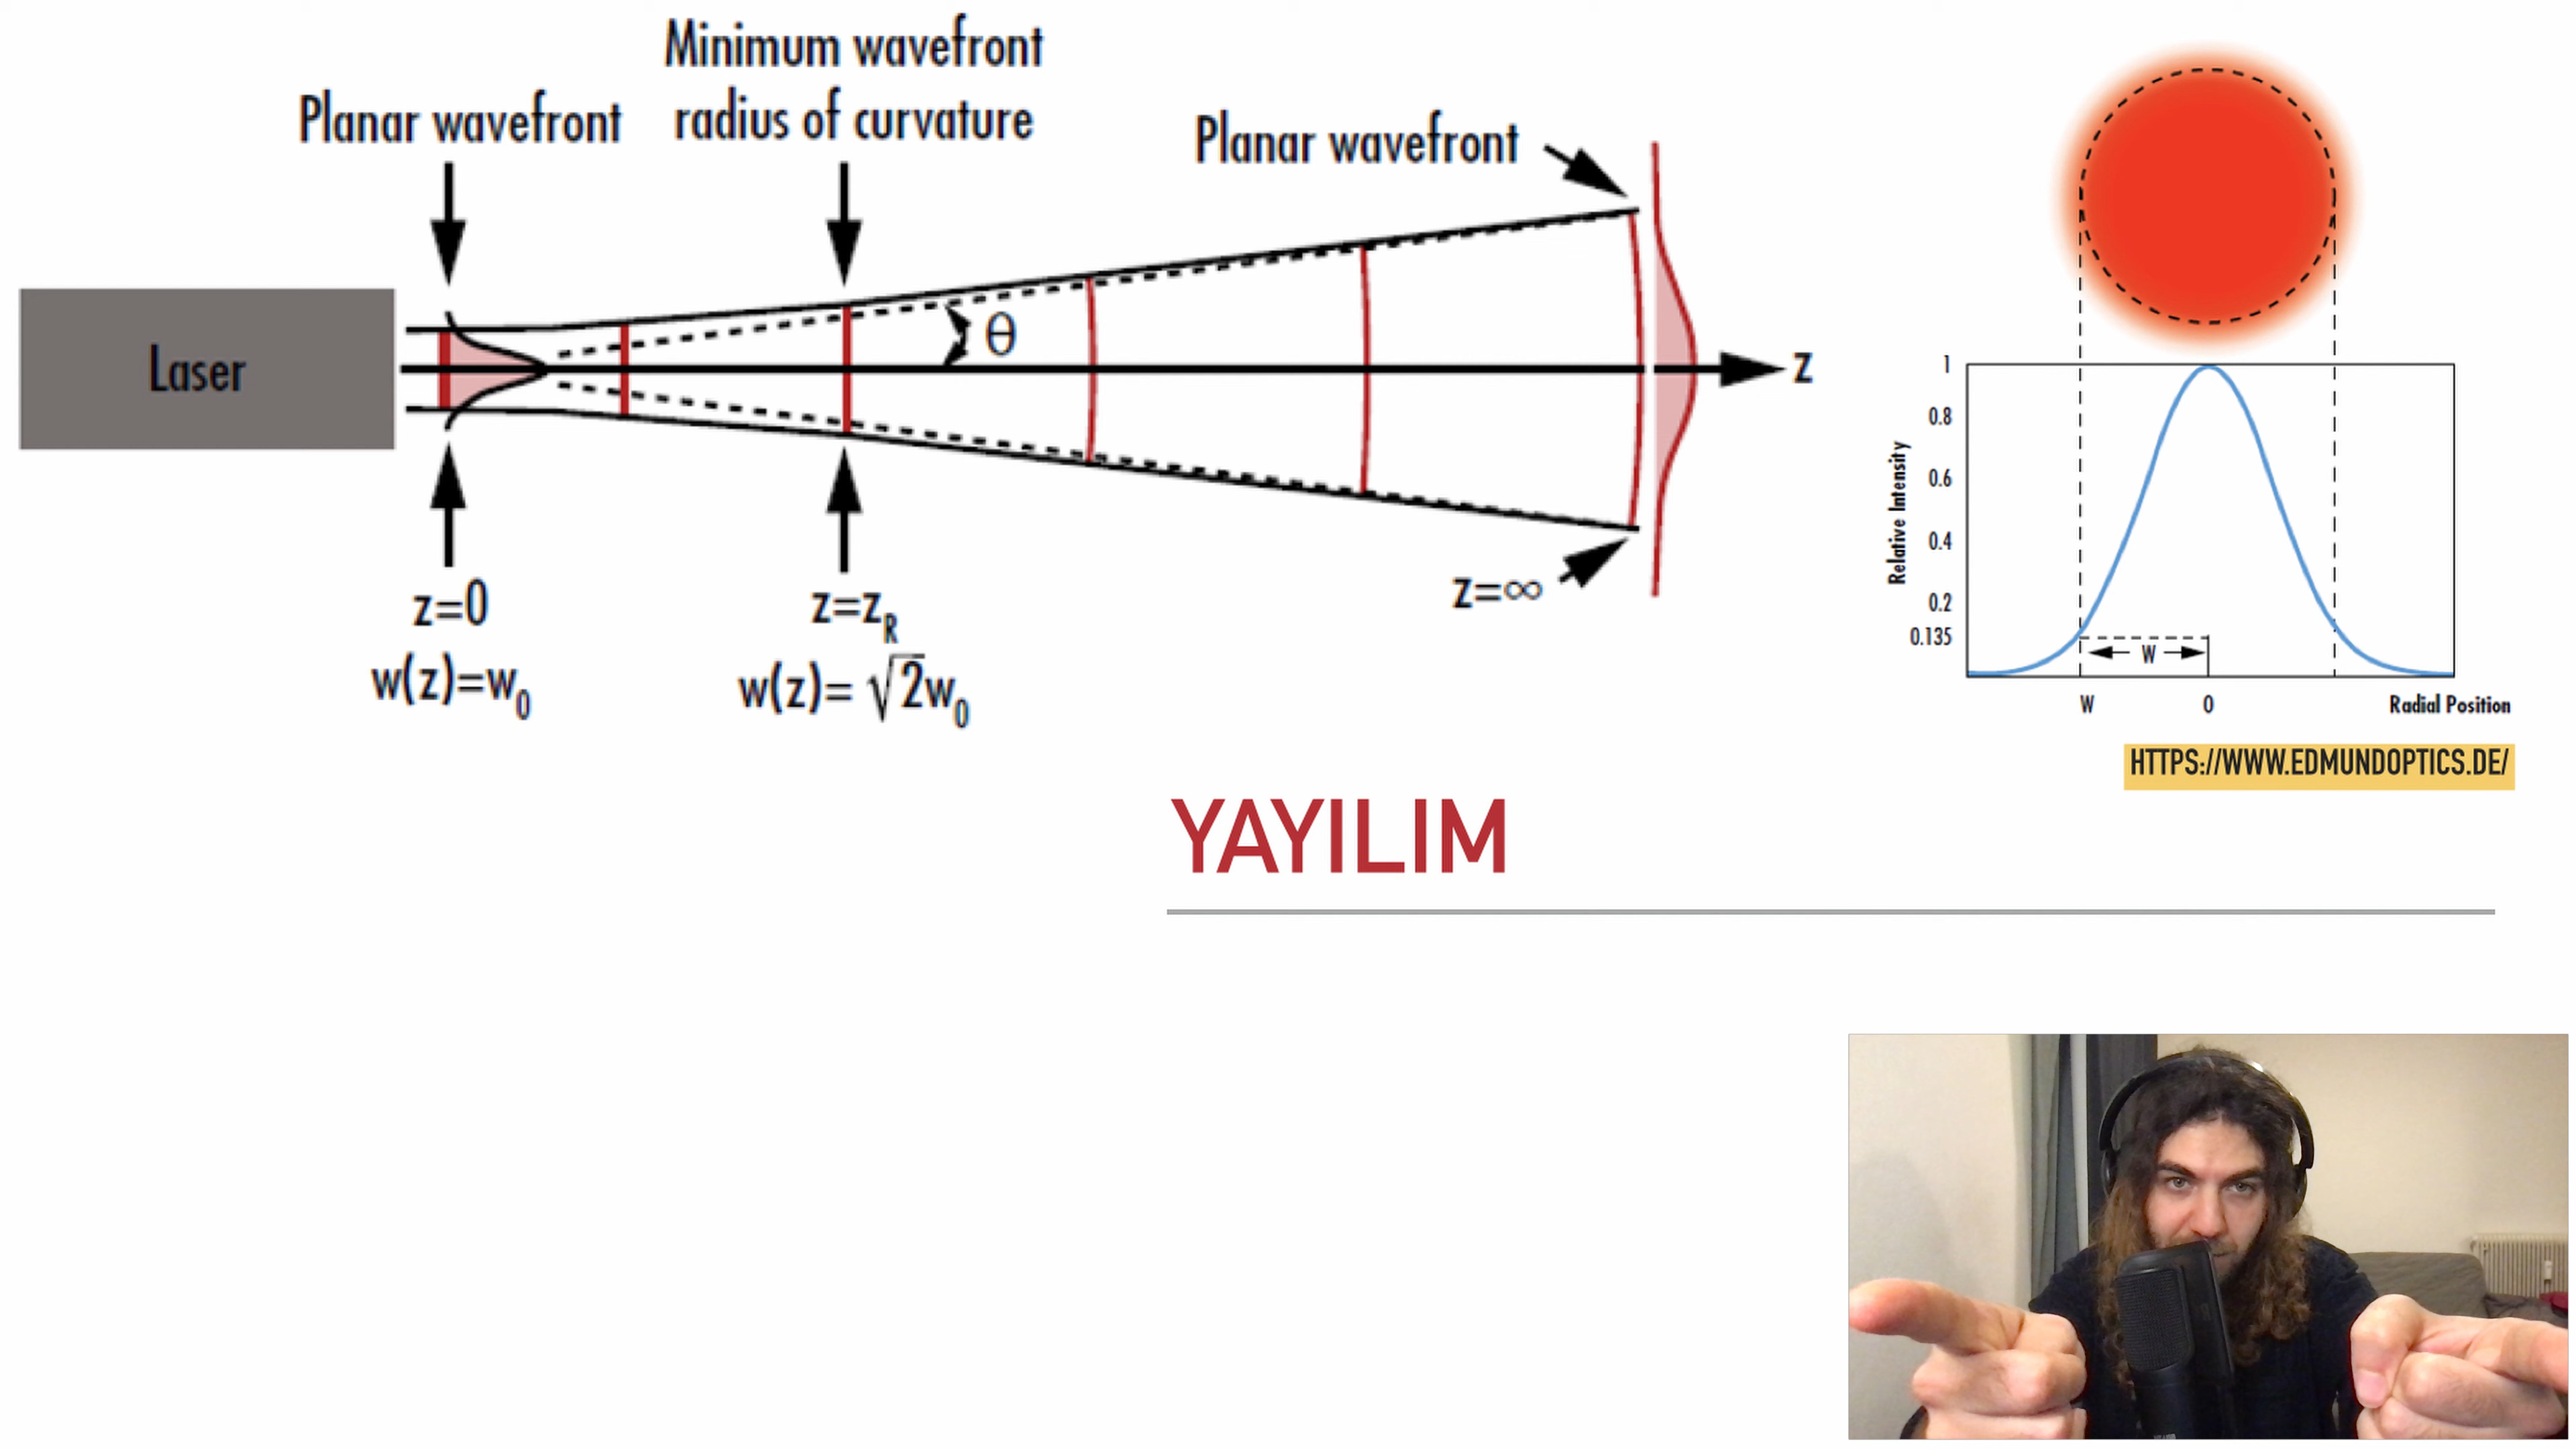 Minimum wavefront
radius of curvature
Planar wavefront
Planar wavefront
Laser
θ
z
z=0
w(z)=w₀
z=z_R
w(z)= √2w₀
z=∞
1
0.8
0.6
0.4
0.2
0.135
Relative Intensity
W
W
0
Radial Position
HTTPS://WWW.EDMUNDOPTICS.DE/
YAYILIM